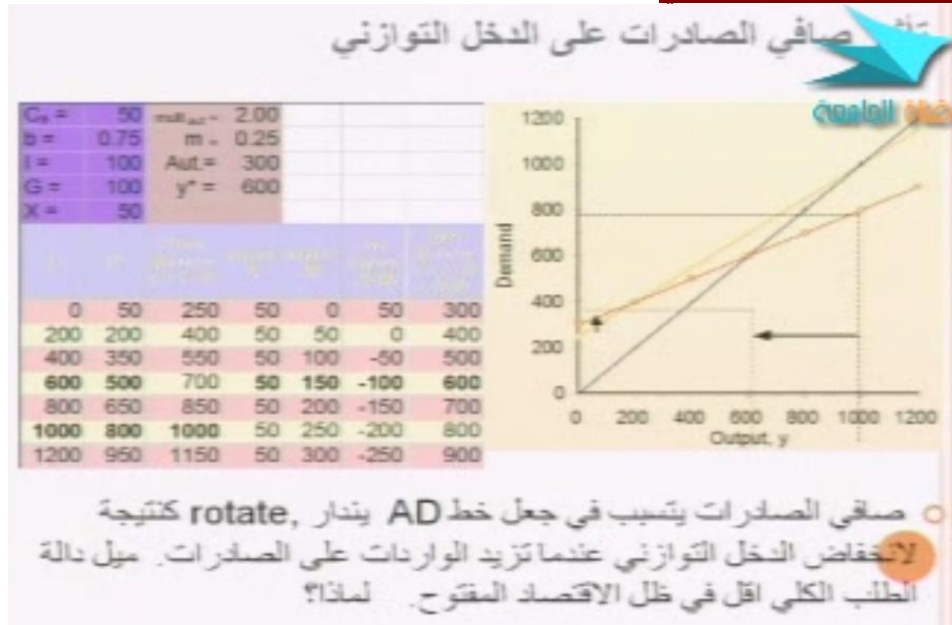 صافي الصادرات على الدخل التوازني
C = 50 2.00
b = 0.75 m = 0.25
I = 100 Aut.= 300
G = 100 y* = 600
X = 50
0 50 250 50 0 50 300
200 200 400 50 50 0 400
400 350 550 50 100 -50 500
600 500 700 50 150 -100 600
800 650 850 50 200 -150 700
1000 800 1000 50 250 -200 800
1200 950 1150 50 300 -250 900
1200
1000
800
600
400
200
0
Demand
0 200 400 600 800 1000 1200
Output, y
صافي الصادرات يتسبب في جعل خط AD يندار ,rotate كنتيجة
لانخفاض الدخل التوازني عندما تزيد الواردات على الصادرات. ميل دالة
الطلب الكلي اقل في ظل الاقتصاد المفتوح. لماذا؟